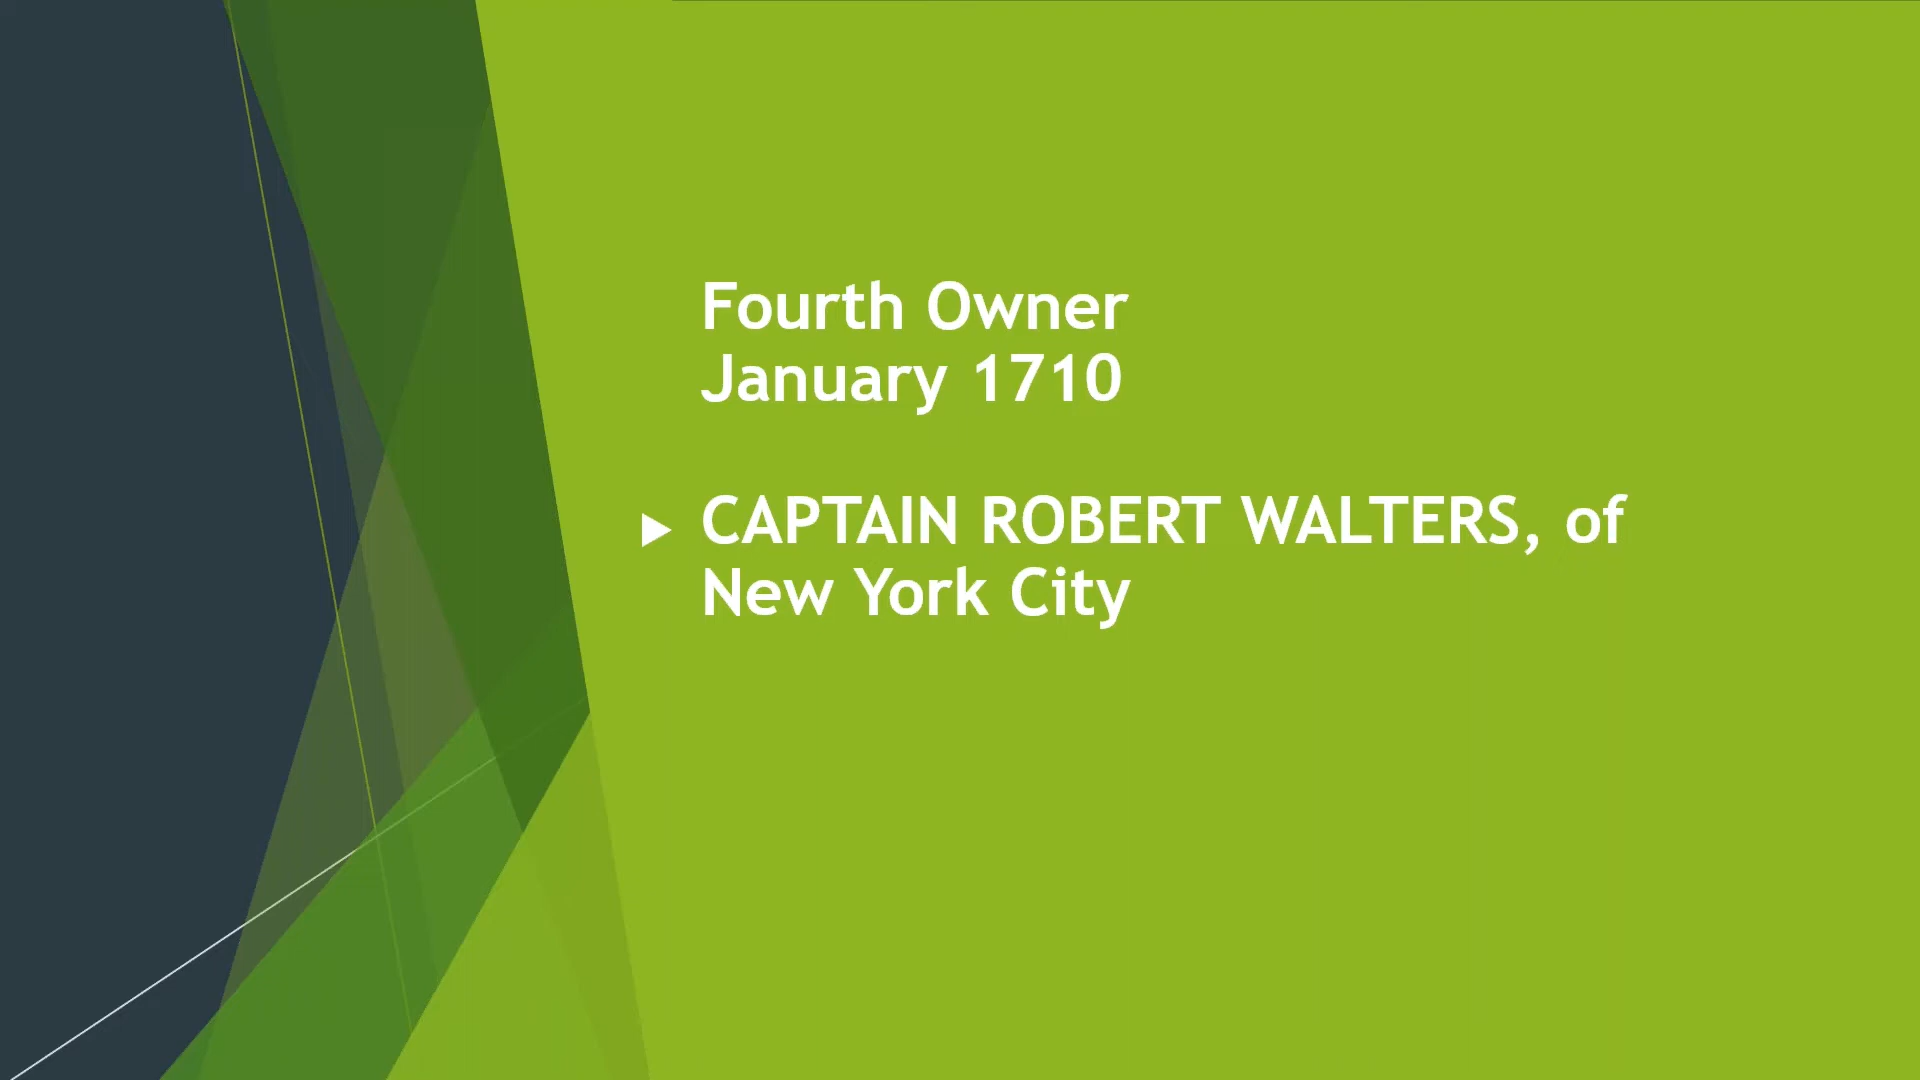 Fourth Owner
January 1710
CAPTAIN ROBERT WALTERS, of
New York City